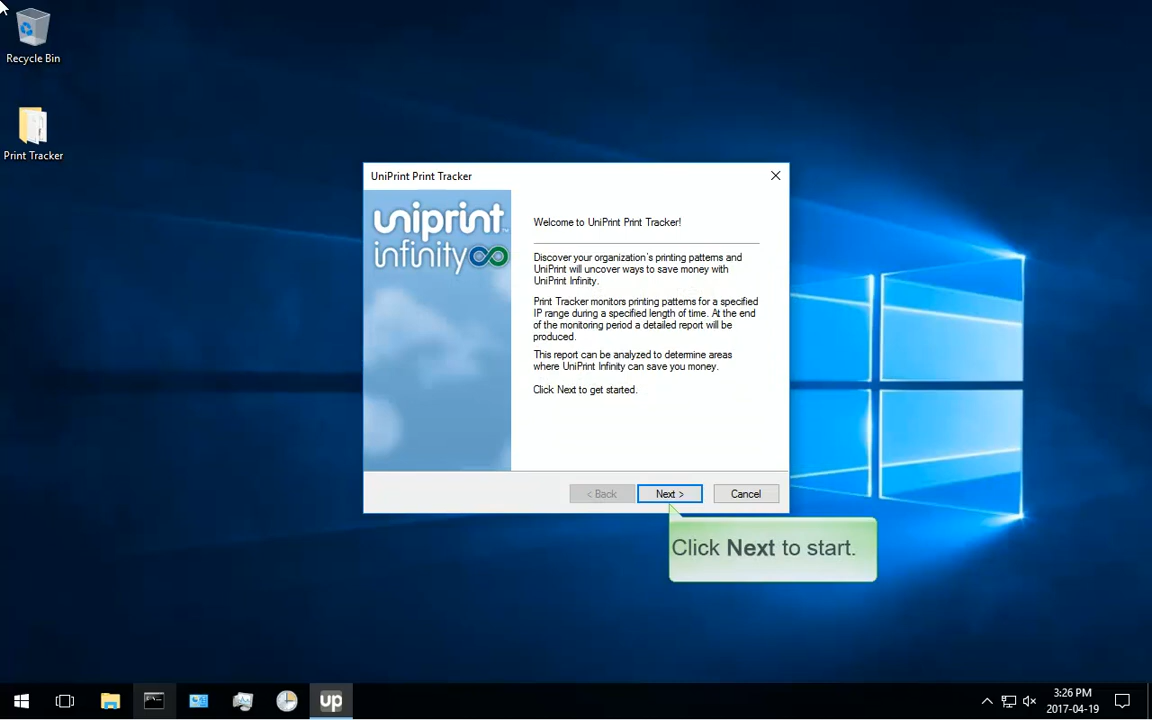 Recycle Bin
Print Tracker
UniPrint Print Tracker
uniprint™
infinity
Welcome to UniPrint Print Tracker!
Discover your organization's printing patterns and
UniPrint will uncover ways to save money with
UniPrint Infinity.
Print Tracker monitors printing patterns for a specified
IP range during a specified length of time. At the end
of the monitoring period a detailed report will be
produced.
This report can be analyzed to determine areas
where UniPrint Infinity can save you money.
Click Next to get started.
< Back
Next >
Cancel
Click Next to start.
up
3:26 PM
2017-04-19